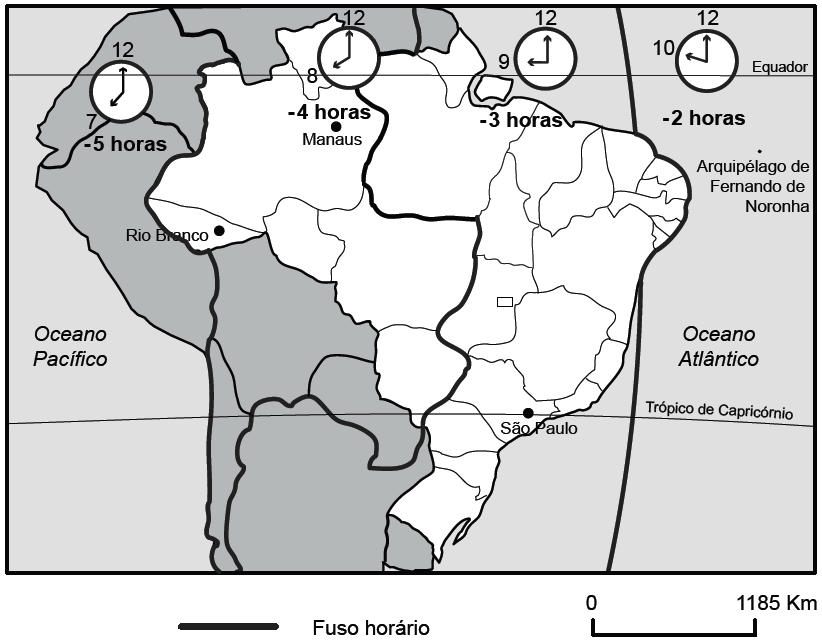 12
12
12
12
8
9
10
Equador
7
-5 horas
-4 horas
-3 horas
-2 horas
Manaus
Arquipélago de
Fernando de
Noronha
Rio Branco
Oceano
Pacífico
Oceano
Atlântico
Trópico de Capricórnio
São Paulo
0
1185 Km
Fuso horário